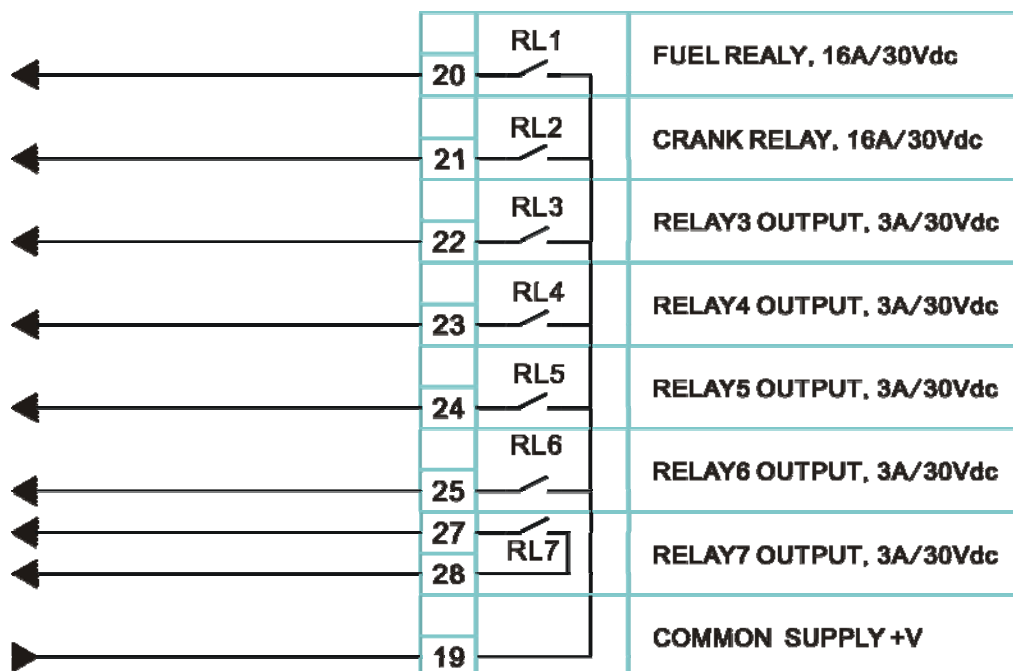 RL1
20
FUEL REALY, 16A/30Vdc
RL2
21
CRANK RELAY, 16A/30Vdc
RL3
22
RELAY3 OUTPUT, 3A/30Vdc
RL4
23
RELAY4 OUTPUT, 3A/30Vdc
RL5
24
RELAY5 OUTPUT, 3A/30Vdc
RL6
25
RELAY6 OUTPUT, 3A/30Vdc
27
RL7
28
RELAY7 OUTPUT, 3A/30Vdc
19
COMMON SUPPLY +V